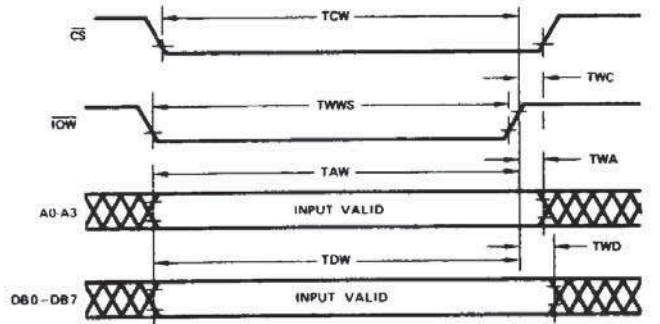 TCW
CS
TWC
TWWS
IOW
TAW
TWA
A0-A3
INPUT VALID
TDW
TWD
DB0-DB7
INPUT VALID